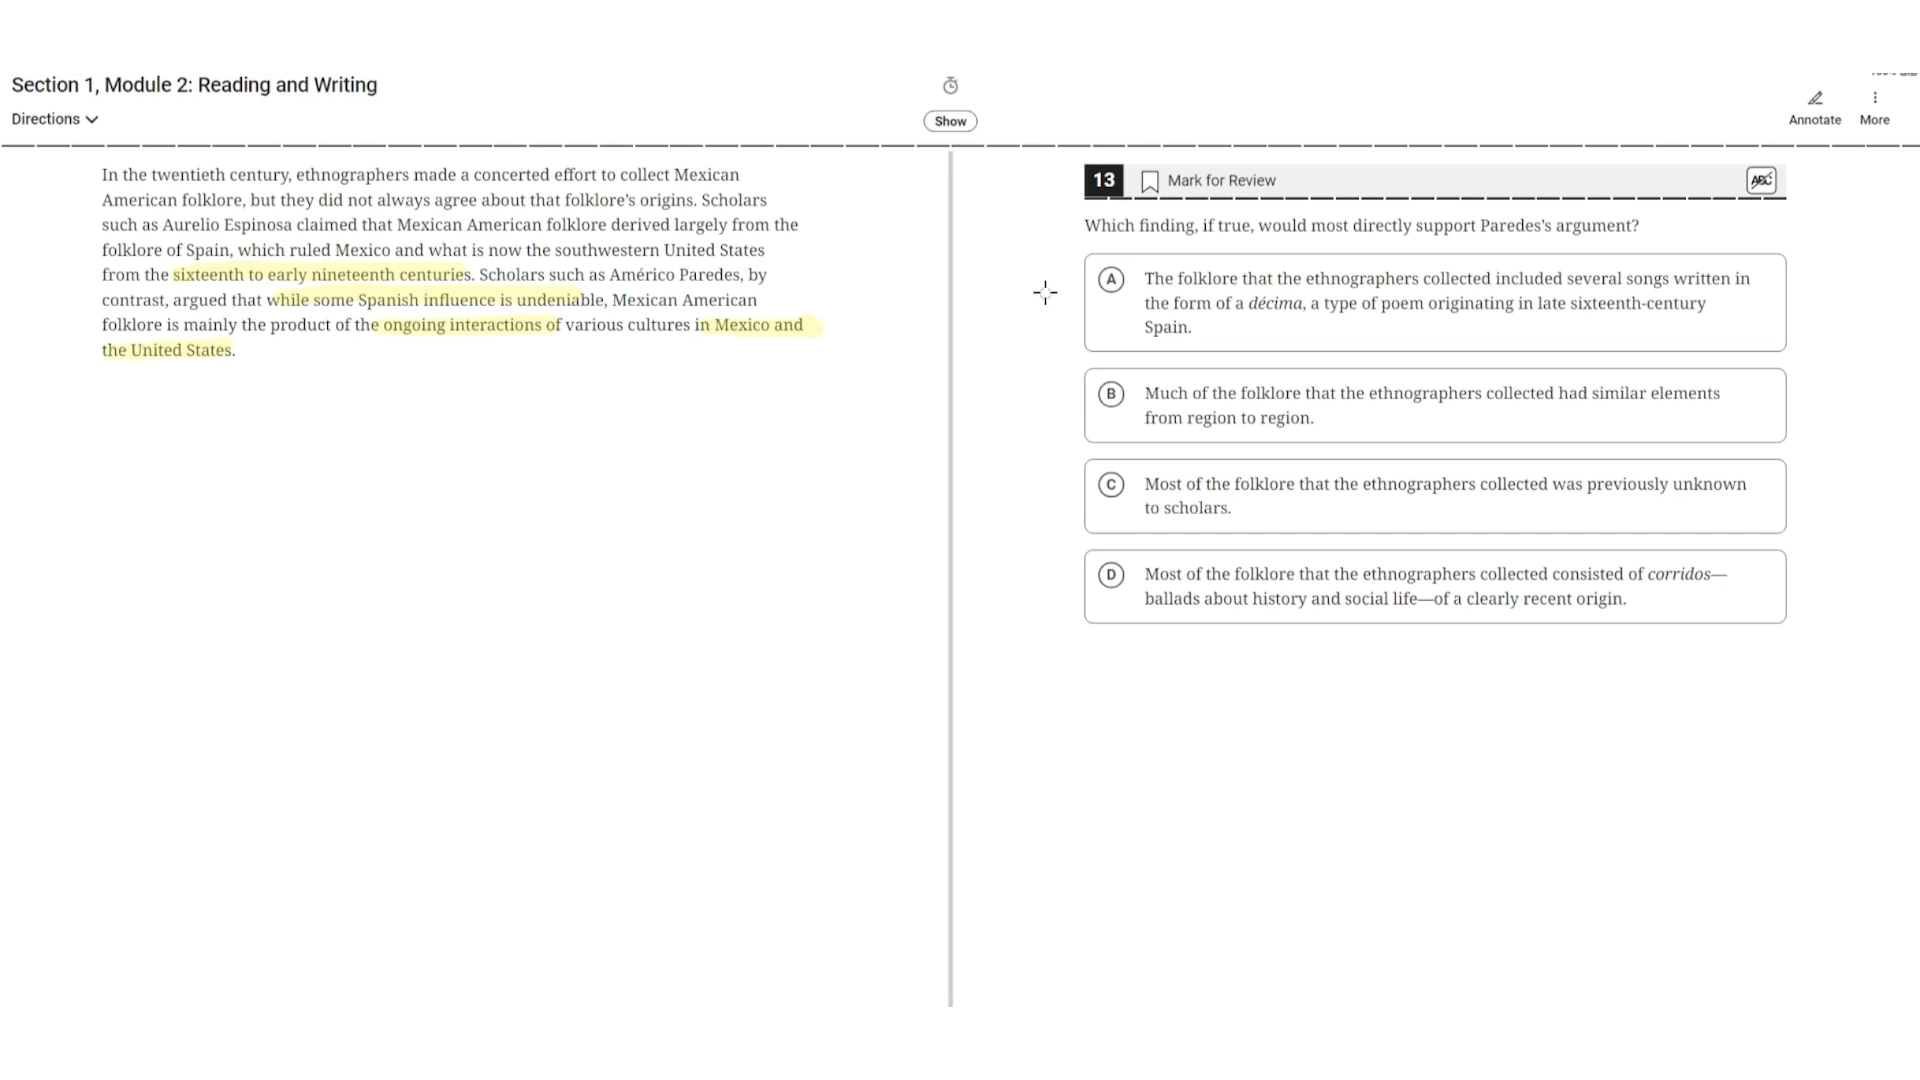 Section 1, Module 2: Reading and Writing
Directions
Show
Annotate
More
In the twentieth century, ethnographers made a concerted effort to collect Mexican
American folklore, but they did not always agree about that folklore's origins. Scholars
such as Aurelio Espinosa claimed that Mexican American folklore derived largely from the
folklore of Spain, which ruled Mexico and what is now the southwestern United States
from the sixteenth to early nineteenth centuries. Scholars such as Américo Paredes, by
contrast, argued that while some Spanish influence is undeniable, Mexican American
folklore is mainly the product of the ongoing interactions of various cultures in Mexico and
the United States.
13
Mark for Review
ABC
Which finding, if true, would most directly support Paredes's argument?
A
The folklore that the ethnographers collected included several songs written in
the form of a décima, a type of poem originating in late sixteenth-century
Spain.
B
Much of the folklore that the ethnographers collected had similar elements
from region to region.
C
Most of the folklore that the ethnographers collected was previously unknown
to scholars.
D
Most of the folklore that the ethnographers collected consisted of corridos—
ballads about history and social life—of a clearly recent origin.